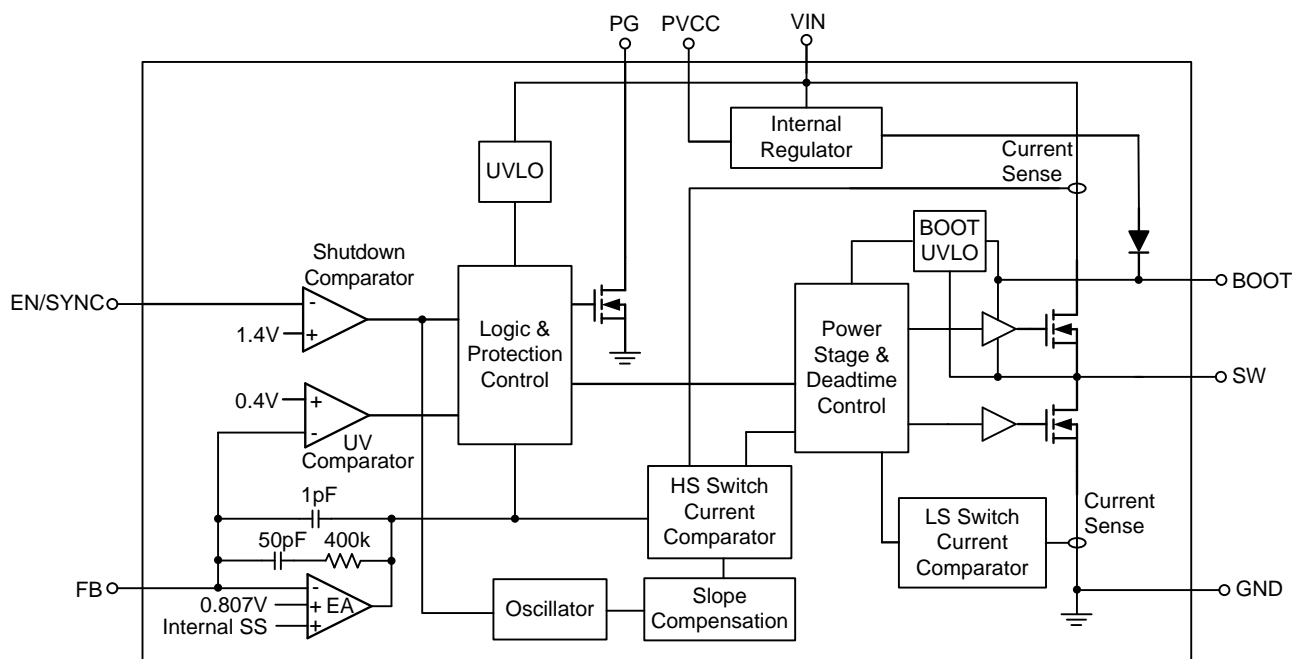 PG
PVCC
VIN
Internal
Regulator
Current
Sense
UVLO
BOOT
UVLO
Shutdown
Comparator
EN/SYNC
-
1.4V
+
BOOT
Logic &
Protection
Control
Power
Stage &
Deadtime
Control
SW
0.4V
+
-
UV
Comparator
1pF
HS Switch
Current
Comparator
LS Switch
Current
Comparator
Current
Sense
50pF
400k
FB
-
0.807V
+
EA
Internal SS
+
Oscillator
Slope
Compensation
GND